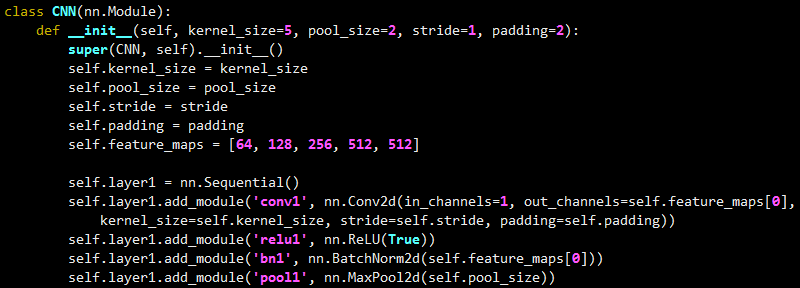 class CNN(nn.Module):
    def __init__(self, kernel_size=5, pool_size=2, stride=1, padding=2):
        super(CNN, self).__init__()
        self.kernel_size = kernel_size
        self.pool_size = pool_size
        self.stride = stride
        self.padding = padding
        self.feature_maps = [64, 128, 256, 512, 512]

        self.layer1 = nn.Sequential()
        self.layer1.add_module('conv1', nn.Conv2d(in_channels=1, out_channels=self.feature_maps[0],
            kernel_size=self.kernel_size, stride=self.stride, padding=self.padding))
        self.layer1.add_module('relu1', nn.ReLU(True))
        self.layer1.add_module('bn1', nn.BatchNorm2d(self.feature_maps[0]))
        self.layer1.add_module('pool1', nn.MaxPool2d(self.pool_size))